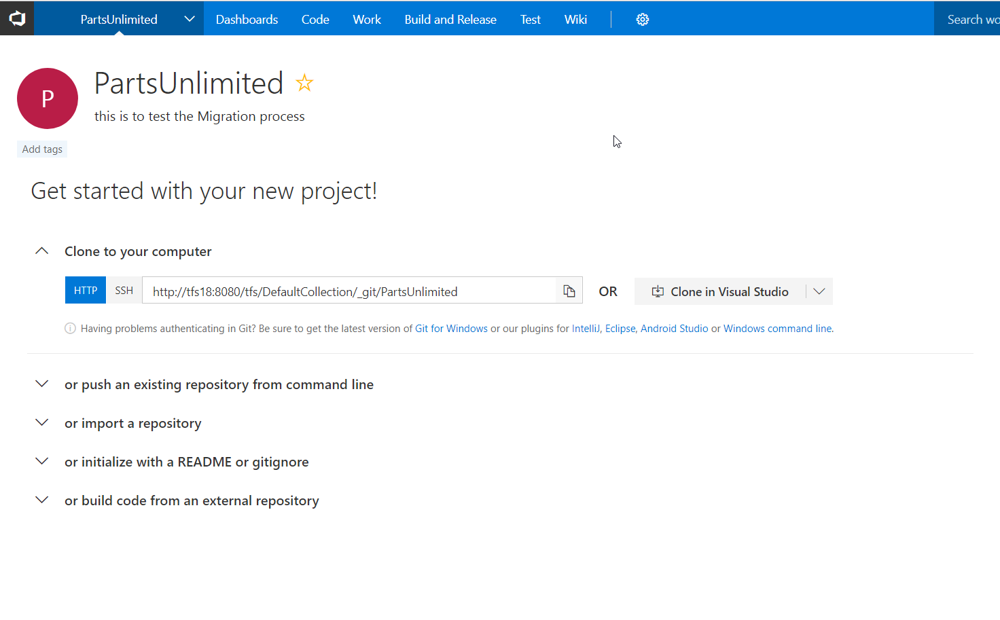 PartsUnlimited Dashboards Code Work Build and Release Test Wiki Search wo
P
PartsUnlimited
this is to test the Migration process
Add tags
Get started with your new project!
Clone to your computer
HTTP SSH http://tfs18:8080/tfs/DefaultCollection/_git/PartsUnlimited OR Clone in Visual Studio
Having problems authenticating in Git? Be sure to get the latest version of Git for Windows or our plugins for IntelliJ, Eclipse, Android Studio or Windows command line.
or push an existing repository from command line
or import a repository
or initialize with a README or gitignore
or build code from an external repository